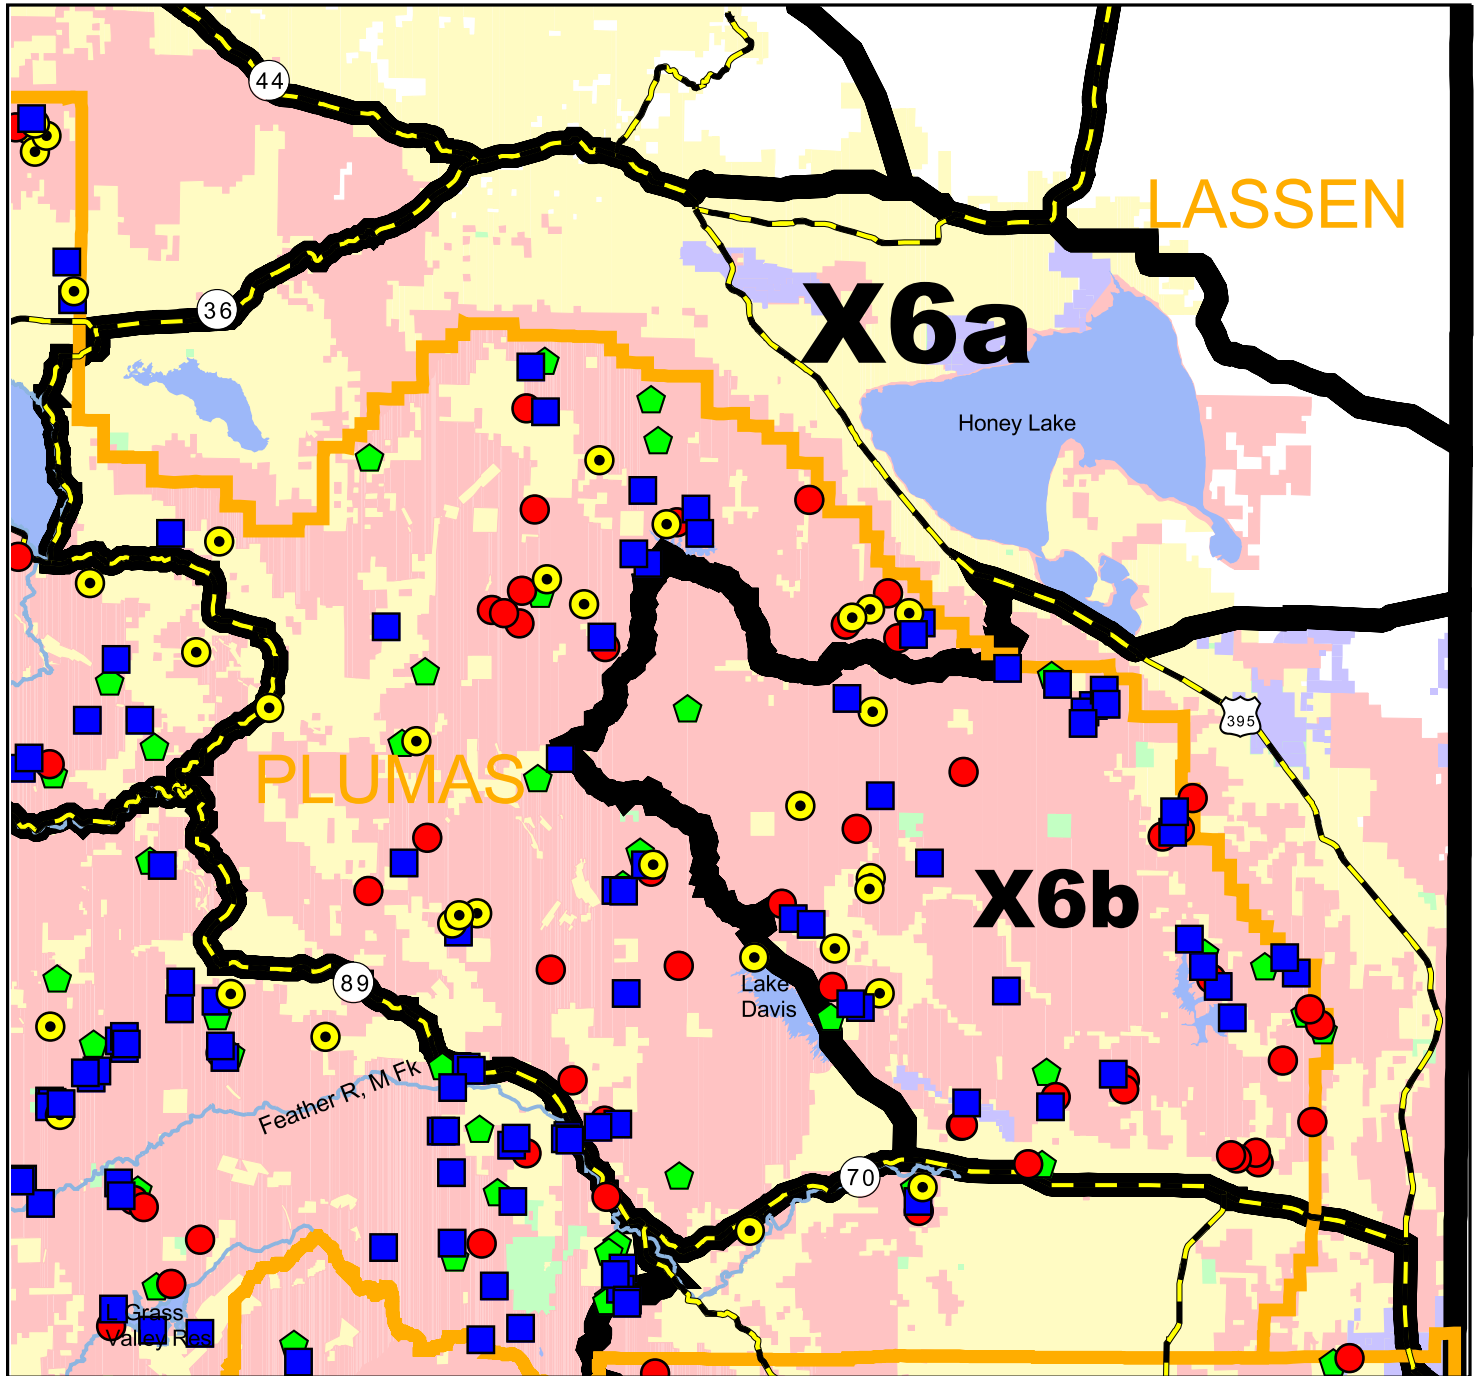 44
LASSEN
36
X6a
Honey Lake
395
PLUMAS
X6b
89
Lake
Davis
Feather R, M Fk
70
L Grass
Valley Res